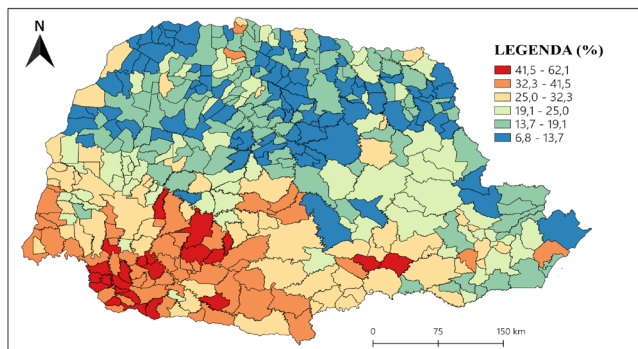 N
LEGENDA (%)
41,5 - 62,1
32,3 - 41,5
25,0 - 32,3
19,1 - 25,0
13,7 - 19,1
6,8 - 13,7
0 75 150 km